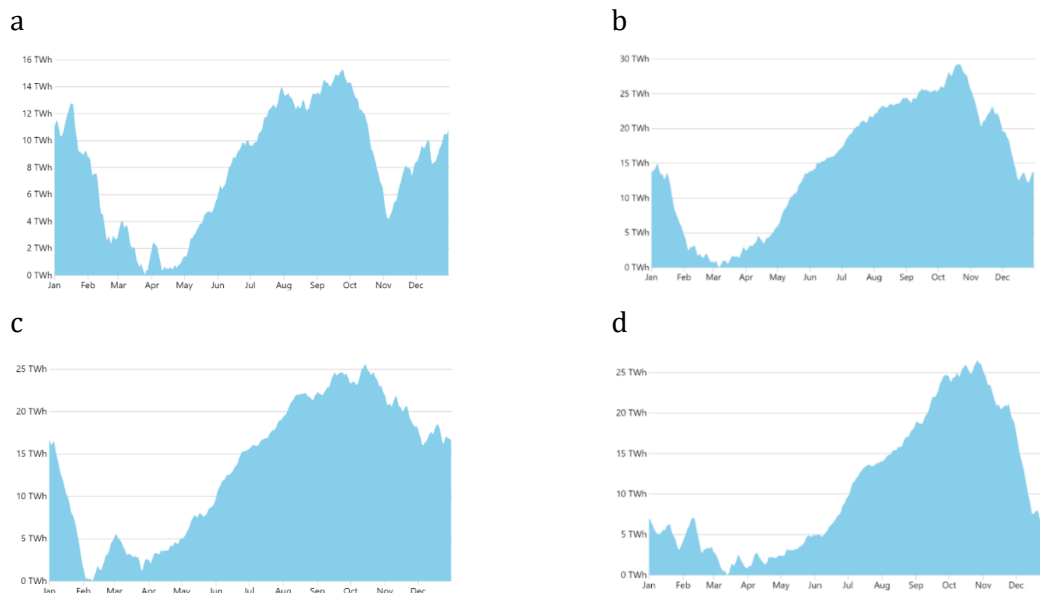 a
16 TWh
14 TWh
12 TWh
10 TWh
8 TWh
6 TWh
4 TWh
2 TWh
0 TWh
Jan Feb Mar Apr May Jun Jul Aug Sep Oct Nov Dec
b
30 TWh
25 TWh
20 TWh
15 TWh
10 TWh
5 TWh
0 TWh
Jan Feb Mar Apr May Jun Jul Aug Sep Oct Nov Dec
c
25 TWh
20 TWh
15 TWh
10 TWh
5 TWh
0 TWh
Jan Feb Mar Apr May Jun Jul Aug Sep Oct Nov Dec
d
25 TWh
20 TWh
15 TWh
10 TWh
5 TWh
0 TWh
Jan Feb Mar Apr May Jun Jul Aug Sep Oct Nov Dec